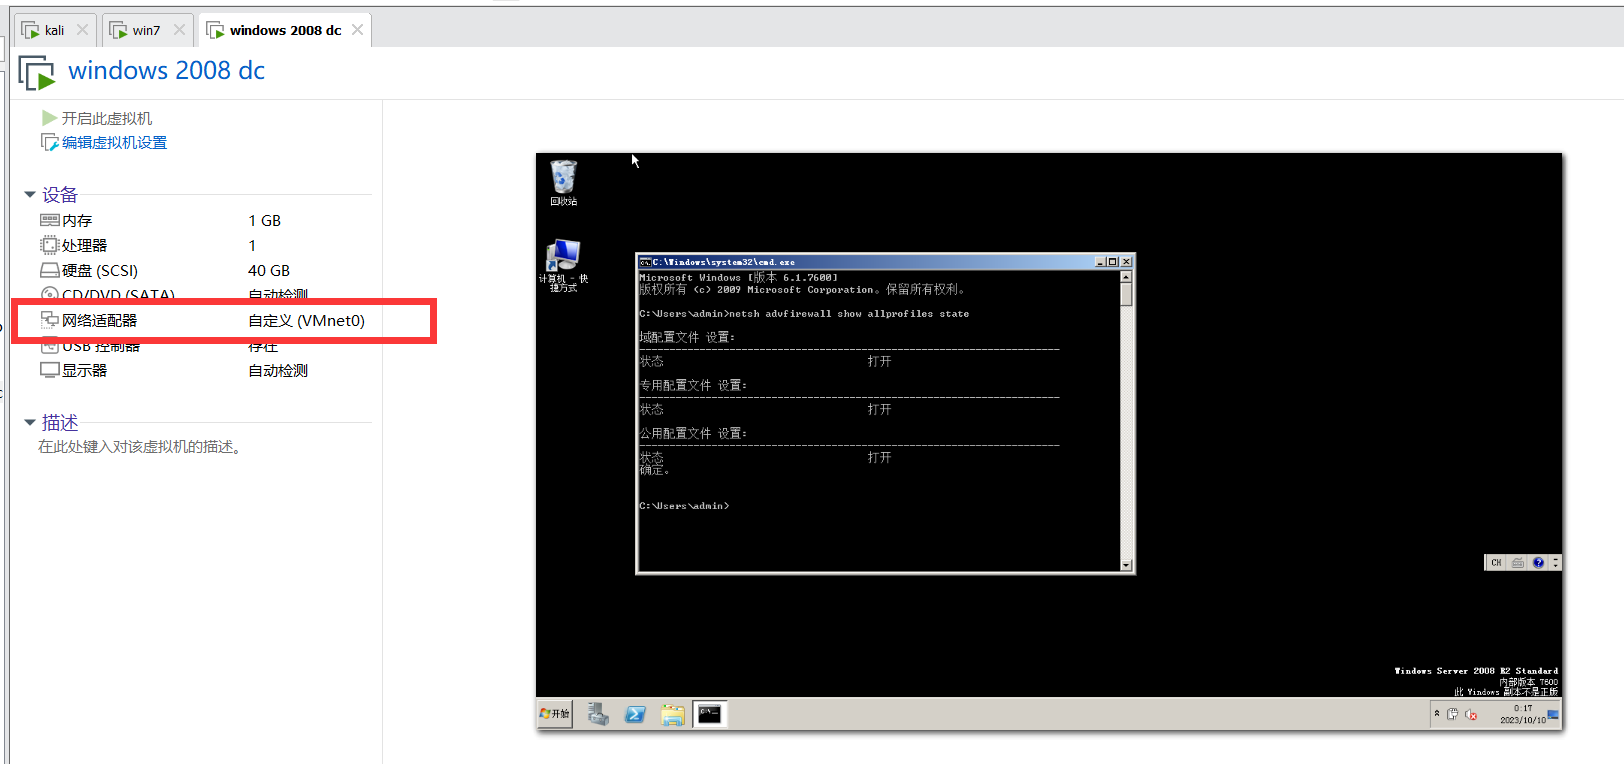 kali
win7
windows 2008 dc
windows 2008 dc
开启此虚拟机
编辑虚拟机设置
设备
内存 1 GB
处理器 1
硬盘 (SCSI) 40 GB
CD/DVD (SATA) 自动检测
网络适配器 自定义 (VMnet0)
USB 控制器 存在
显示器 自动检测
描述
在此处键入对该虚拟机的描述。
回收站
计算机 - 快
捷方式
C:\Windows\system32\cmd.exe
Microsoft Windows [版本 6.1.7600]
版权所有 (c) 2009 Microsoft Corporation。保留所有权利。
C:\Users\admin>netsh advfirewall show allprofiles state
域配置文件 设置:
状态 打开
专用配置文件 设置:
状态 打开
公用配置文件 设置:
状态 打开
确定。
C:\Users\admin>
CH
Windows Server 2008 R2 Standard
内部版本 7600
此 Windows 副本不是正版
开始
0:17
2023/10/10